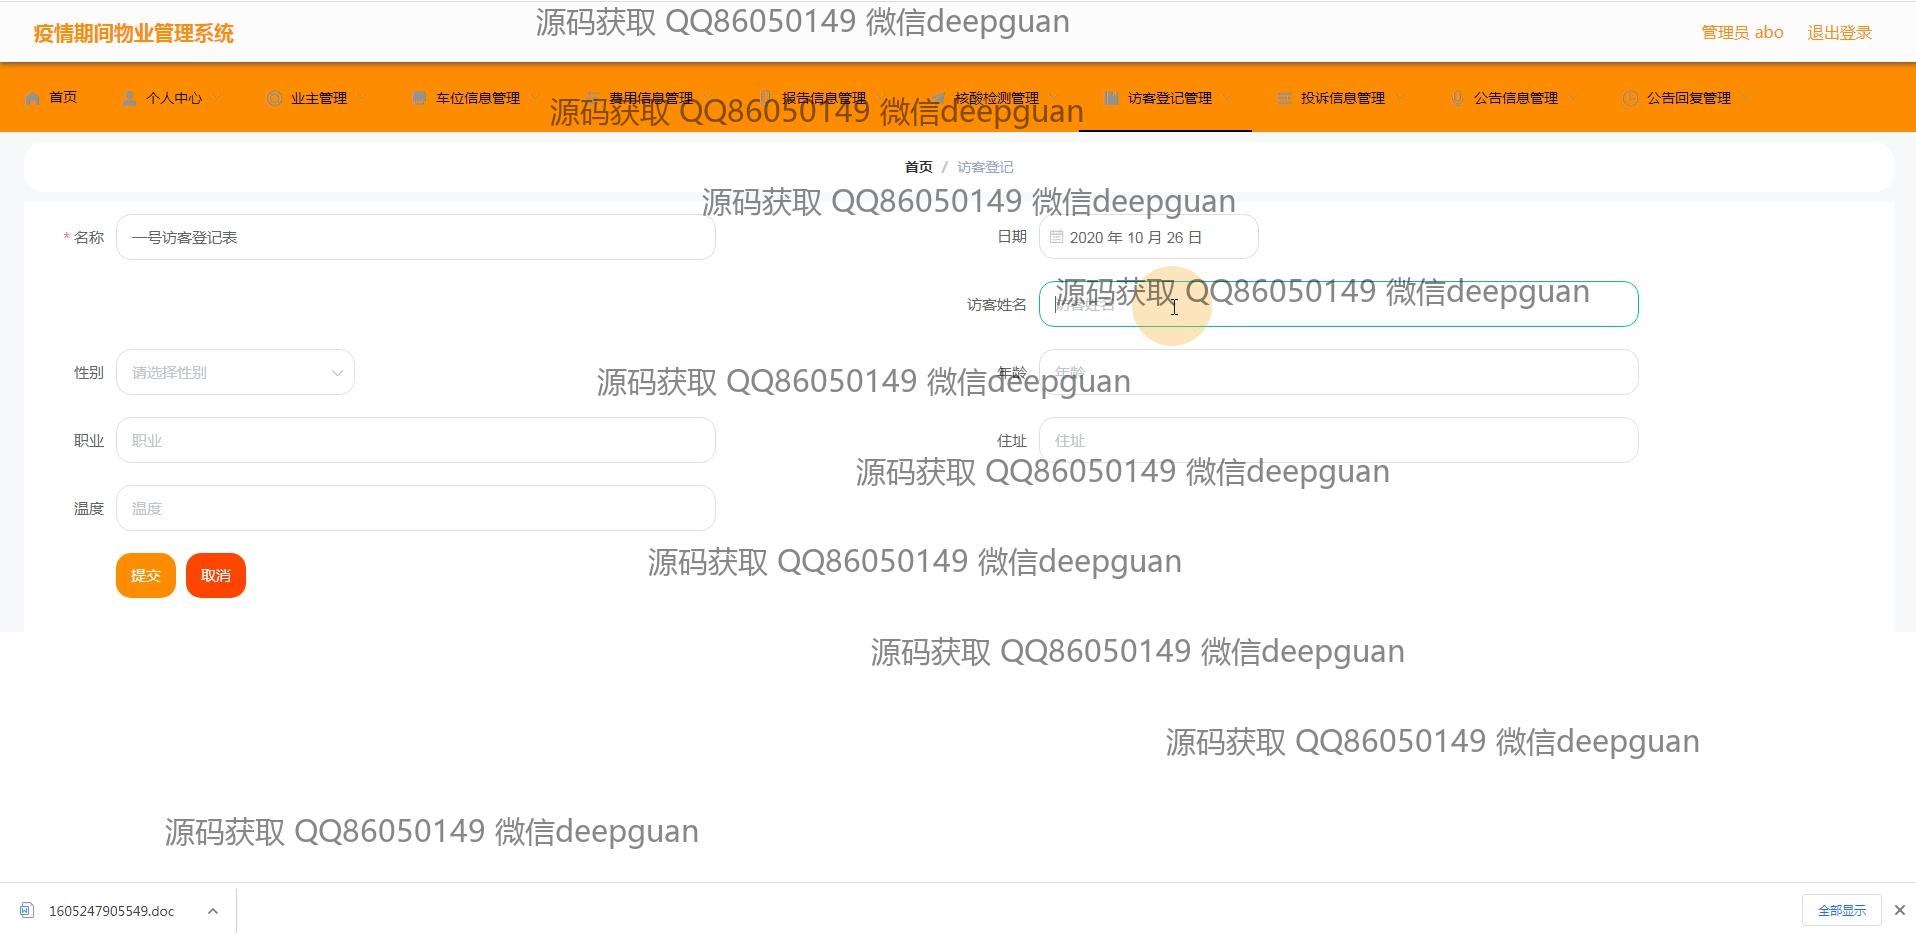 源码获取 QQ86050149 微信deepguan
疫情期间物业管理系统
管理员 abo 退出登录
首页 个人中心 业主管理 车位信息管理 费用信息管理 报告信息管理 核酸检测管理 访客登记管理 投诉信息管理 公告信息管理 公告回复管理
源码获取 QQ86050149 微信deepguan
首页 / 访客登记
源码获取 QQ86050149 微信deepguan
* 名称 一号访客登记表 日期 2020 年 10 月 26 日
源码获取 QQ86050149 微信deepguan
访客姓名 访客姓名
性别 请选择性别 年龄 年龄
源码获取 QQ86050149 微信deepguan
职业 职业 住址 住址
源码获取 QQ86050149 微信deepguan
温度 温度
源码获取 QQ86050149 微信deepguan
提交 取消
源码获取 QQ86050149 微信deepguan
源码获取 QQ86050149 微信deepguan
源码获取 QQ86050149 微信deepguan
1605247905549.doc 全部显示